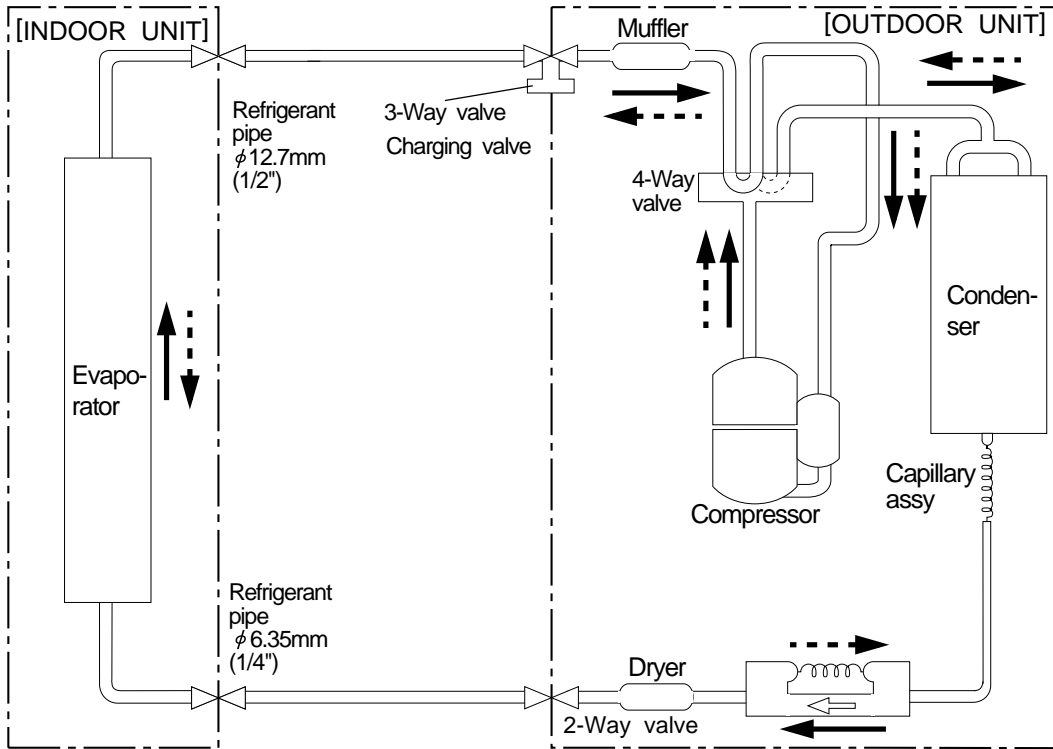 [INDOOR UNIT]
[OUTDOOR UNIT]
Muffler
Refrigerant
pipe
ϕ12.7mm
(1/2")
3-Way valve
Charging valve
4-Way
valve
Conden-
ser
Evapo-
rator
Capillary
assy
Compressor
Refrigerant
pipe
ϕ6.35mm
(1/4")
Dryer
2-Way valve